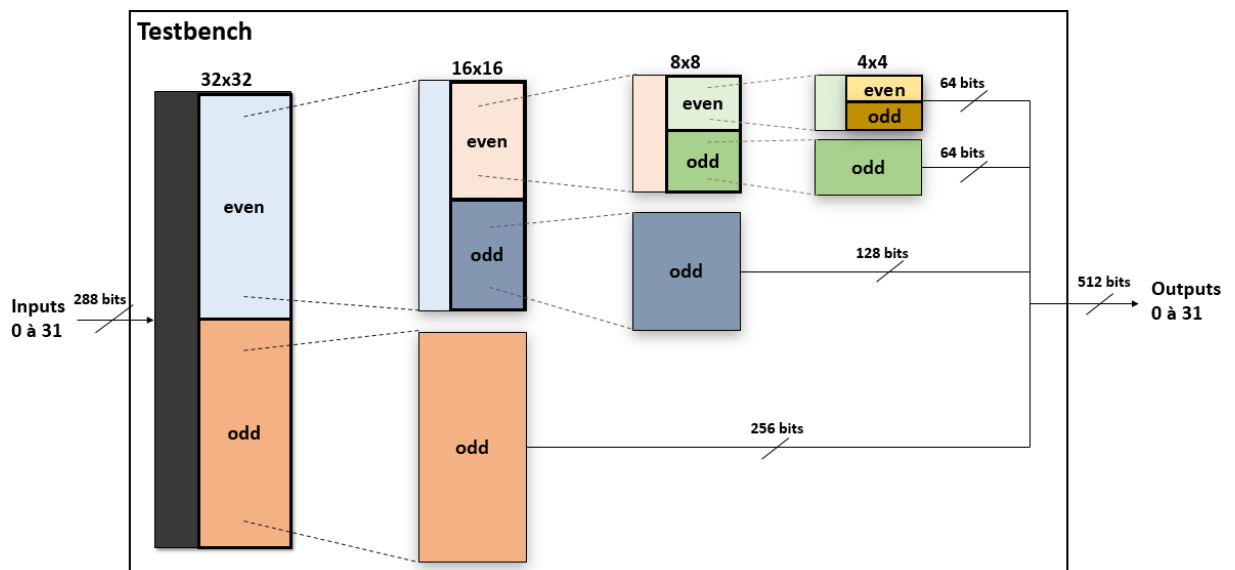 Testbench
32x32
16x16
8x8
4x4
even
odd
64 bits
even
odd
64 bits
even
odd
even
odd
odd
128 bits
odd
256 bits
odd
Inputs
0 à 31
288 bits
512 bits
Outputs
0 à 31